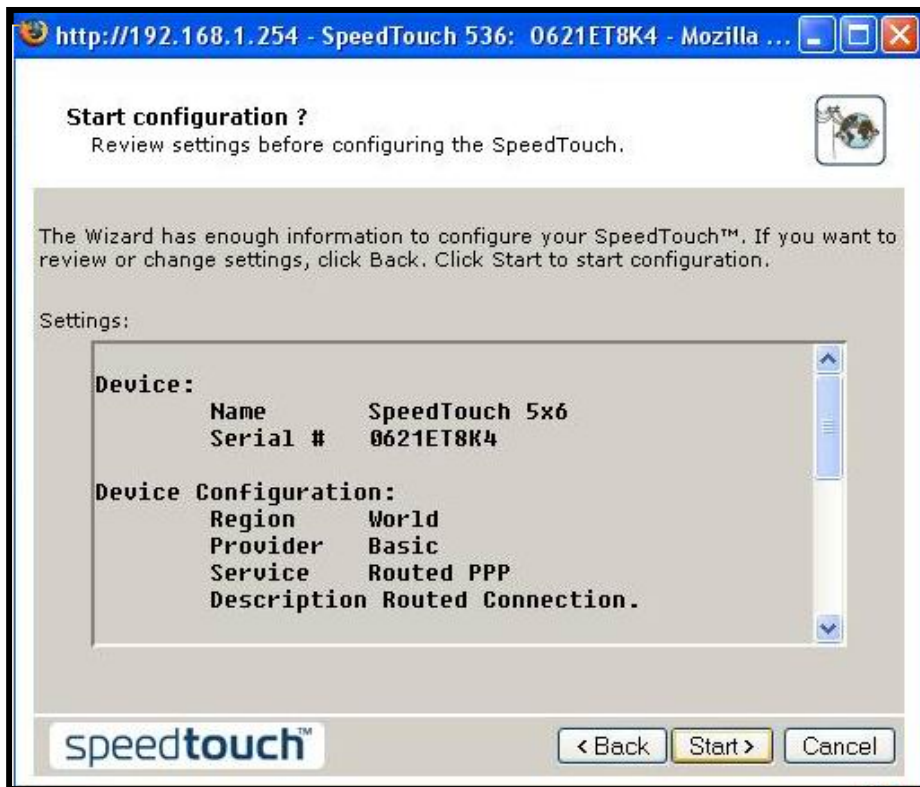 http://192.168.1.254 - SpeedTouch 536: 0621ET8K4 - Mozilla ...
Start configuration ?
Review settings before configuring the SpeedTouch.
The Wizard has enough information to configure your SpeedTouch™. If you want to
review or change settings, click Back. Click Start to start configuration.
Settings:
Device:
Name SpeedTouch 5x6
Serial # 0621ET8K4
Device Configuration:
Region World
Provider Basic
Service Routed PPP
Description Routed Connection.
speedtouch™
< Back Start > Cancel